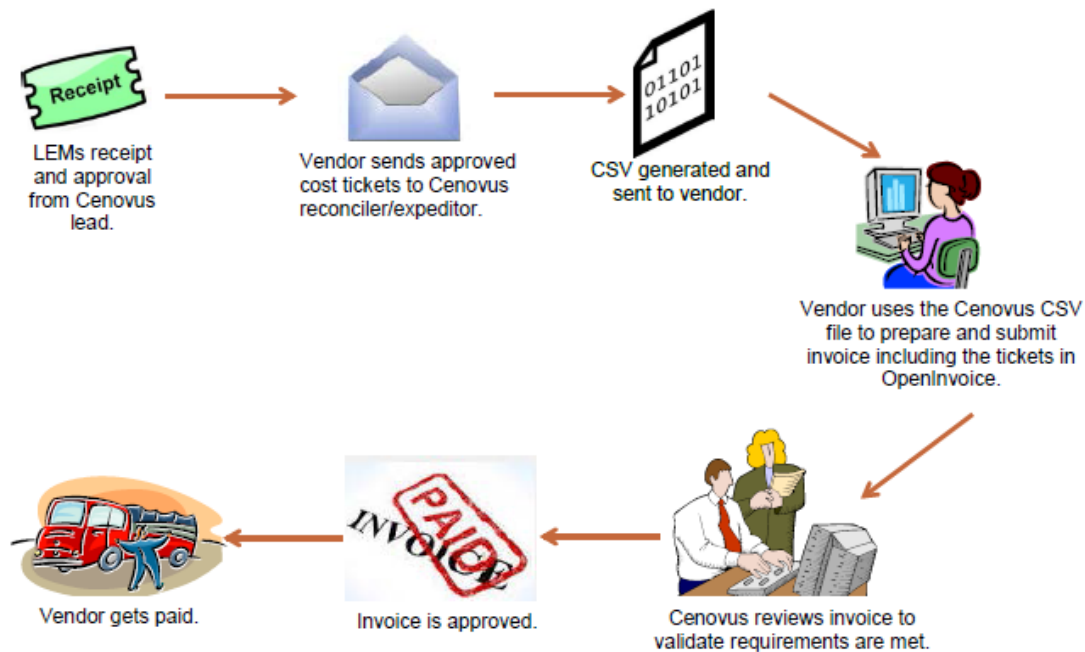 Receipt
LEMs receipt
and approval
from Cenovus
lead.
Vendor sends approved
cost tickets to Cenovus
reconciler/expeditor.
01101
10101
CSV generated and
sent to vendor.
Vendor uses the Cenovus CSV
file to prepare and submit
invoice including the tickets in
OpenInvoice.
Cenovus reviews invoice to
validate requirements are met.
INVOICE
PAID
Invoice is approved.
Vendor gets paid.